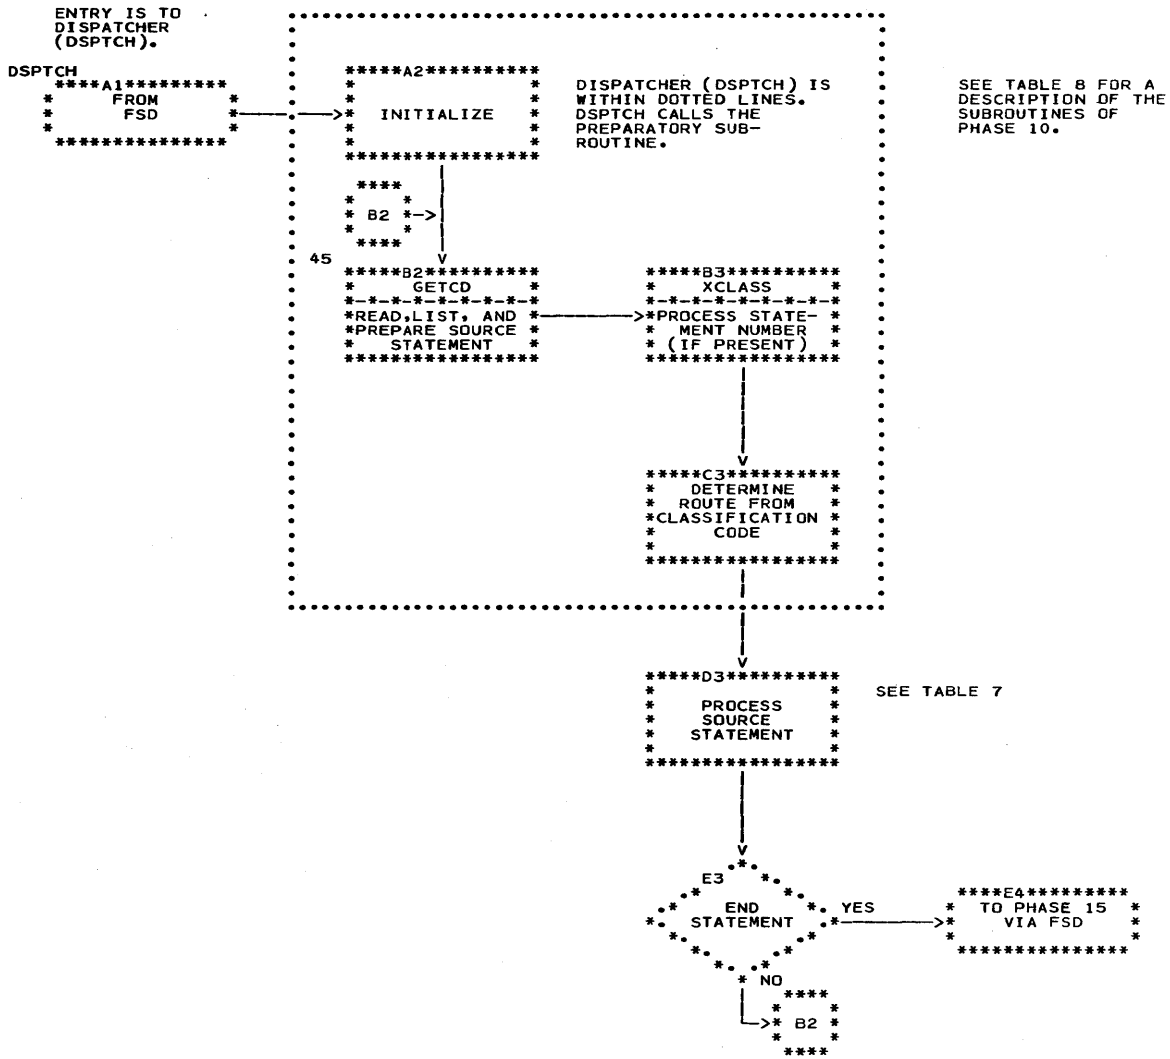 ENTRY IS TO
DISPATCHER
(DSPTCH).
DSPTCH
A1
FROM
FSD
A2
INITIALIZE
DISPATCHER (DSPTCH) IS
WITHIN DOTTED LINES.
DSPTCH CALLS THE
PREPARATORY SUB-
ROUTINE.
SEE TABLE 8 FOR A
DESCRIPTION OF THE
SUBROUTINES OF
PHASE 10.
B2
45
B2
GETCD
READ,LIST, AND
PREPARE SOURCE
STATEMENT
B3
XCLASS
PROCESS STATE-
MENT NUMBER
(IF PRESENT)
C3
DETERMINE
ROUTE FROM
CLASSIFICATION
CODE
D3
PROCESS
SOURCE
STATEMENT
SEE TABLE 7
E3
END
STATEMENT
YES
E4
TO PHASE 15
VIA FSD
NO
B2